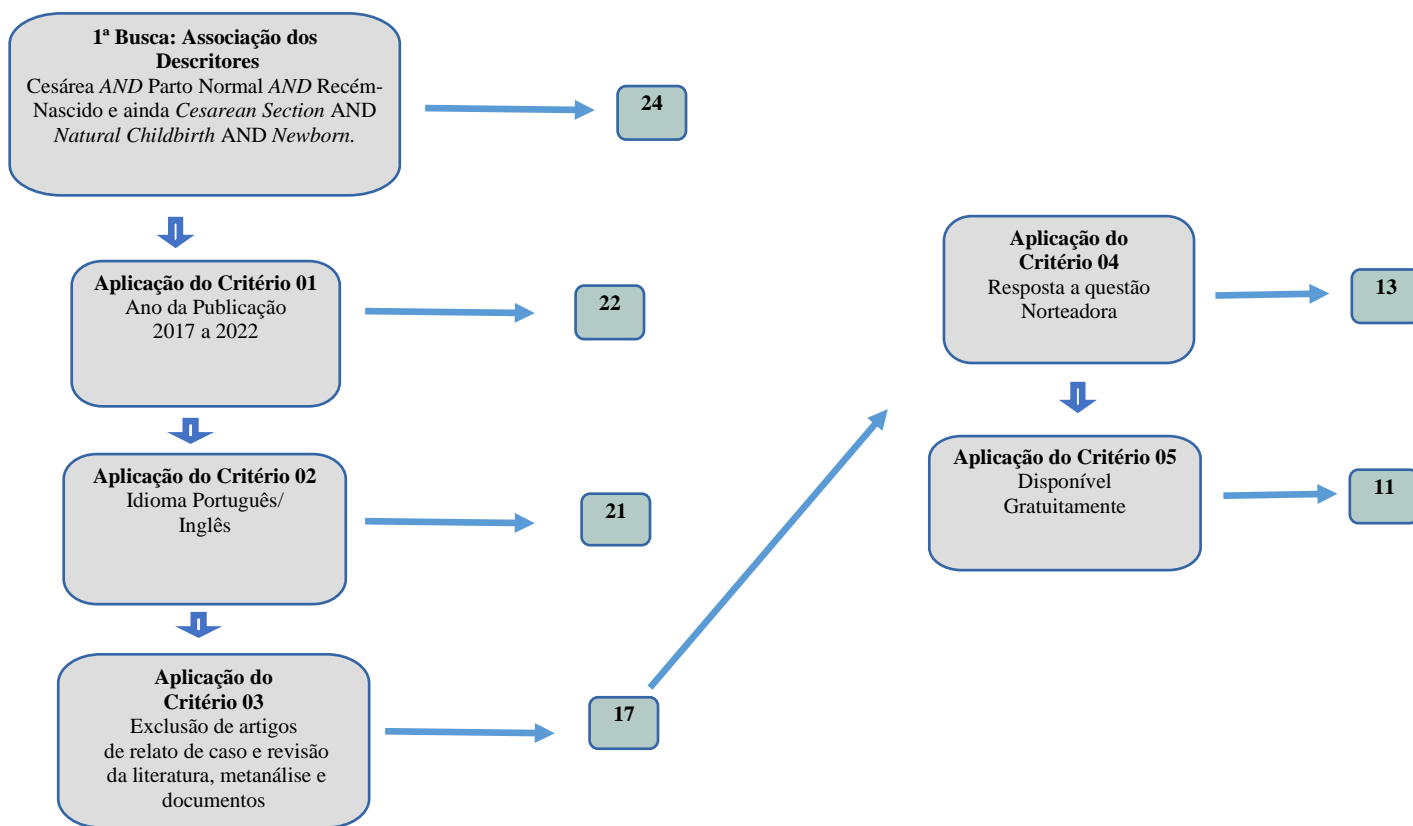 1ª Busca: Associação dos
Descritores
Cesárea AND Parto Normal AND Recém-
Nascido e ainda Cesarean Section AND
Natural Childbirth AND Newborn.
24
Aplicação do Critério 01
Ano da Publicação
2017 a 2022
22
Aplicação do Critério 02
Idioma Português/
Inglês
21
Aplicação do
Critério 03
Exclusão de artigos
de relato de caso e revisão
da literatura, metanálise e
documentos
17
Aplicação do
Critério 04
Resposta a questão
Norteadora
13
Aplicação do Critério 05
Disponível
Gratuitamente
11